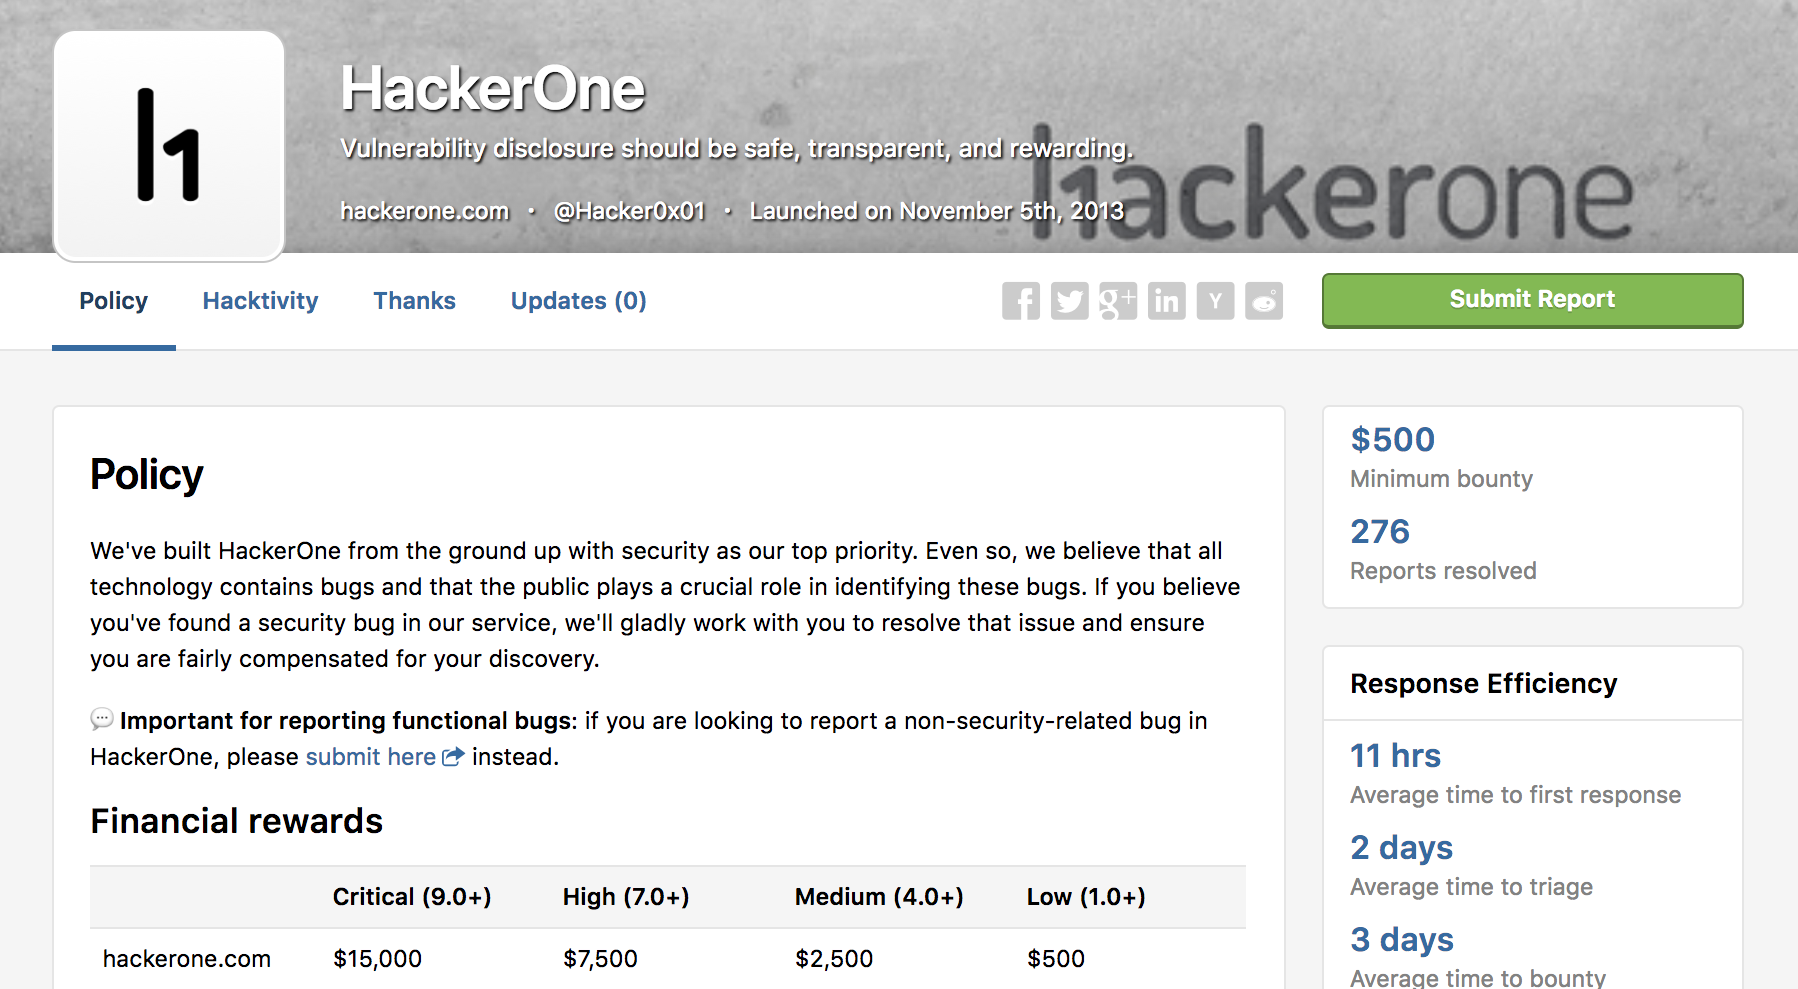 HackerOne
Vulnerability disclosure should be safe, transparent, and rewarding.
hackerone.com • @Hacker0x01 • Launched on November 5th, 2013
hackerone
Policy
Hacktivity
Thanks
Updates (0)
Submit Report
Policy
We've built HackerOne from the ground up with security as our top priority. Even so, we believe that all
technology contains bugs and that the public plays a crucial role in identifying these bugs. If you believe
you've found a security bug in our service, we'll gladly work with you to resolve that issue and ensure
you are fairly compensated for your discovery.
Important for reporting functional bugs: if you are looking to report a non-security-related bug in
HackerOne, please submit here instead.
Financial rewards
Critical (9.0+) High (7.0+) Medium (4.0+) Low (1.0+)
hackerone.com $15,000 $7,500 $2,500 $500
$500
Minimum bounty
276
Reports resolved
Response Efficiency
11 hrs
Average time to first response
2 days
Average time to triage
3 days
Average time to bounty